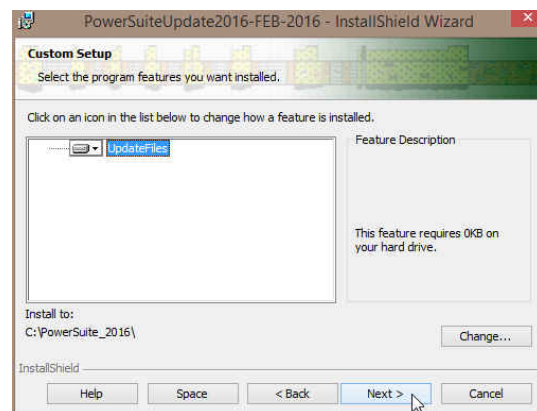 PowerSuiteUpdate2016-FEB-2016 - InstallShield Wizard
Custom Setup
Select the program features you want installed.
Click on an icon in the list below to change how a feature is installed.
UpdateFiles
Feature Description
This feature requires 0KB on
your hard drive.
Install to:
C:\PowerSuite_2016\
Change...
InstallShield
Help Space < Back Next > Cancel